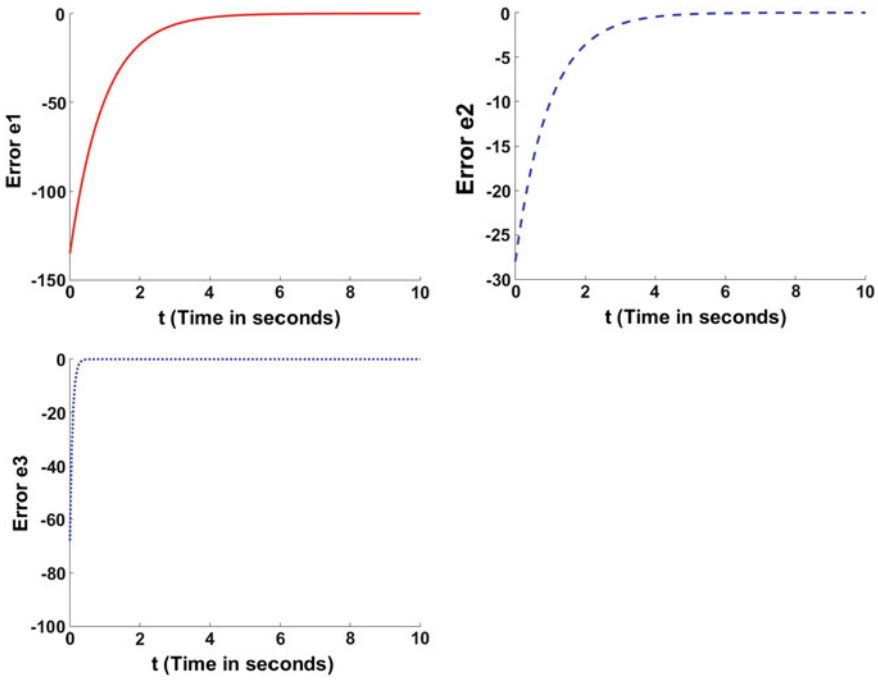 0
-50
-100
-150
Error e1
0 2 4 6 8 10
t (Time in seconds)
0
-5
-10
-15
-20
-25
-30
Error e2
0 2 4 6 8 10
t (Time in seconds)
0
-20
-40
-60
-80
-100
Error e3
0 2 4 6 8 10
t (Time in seconds)